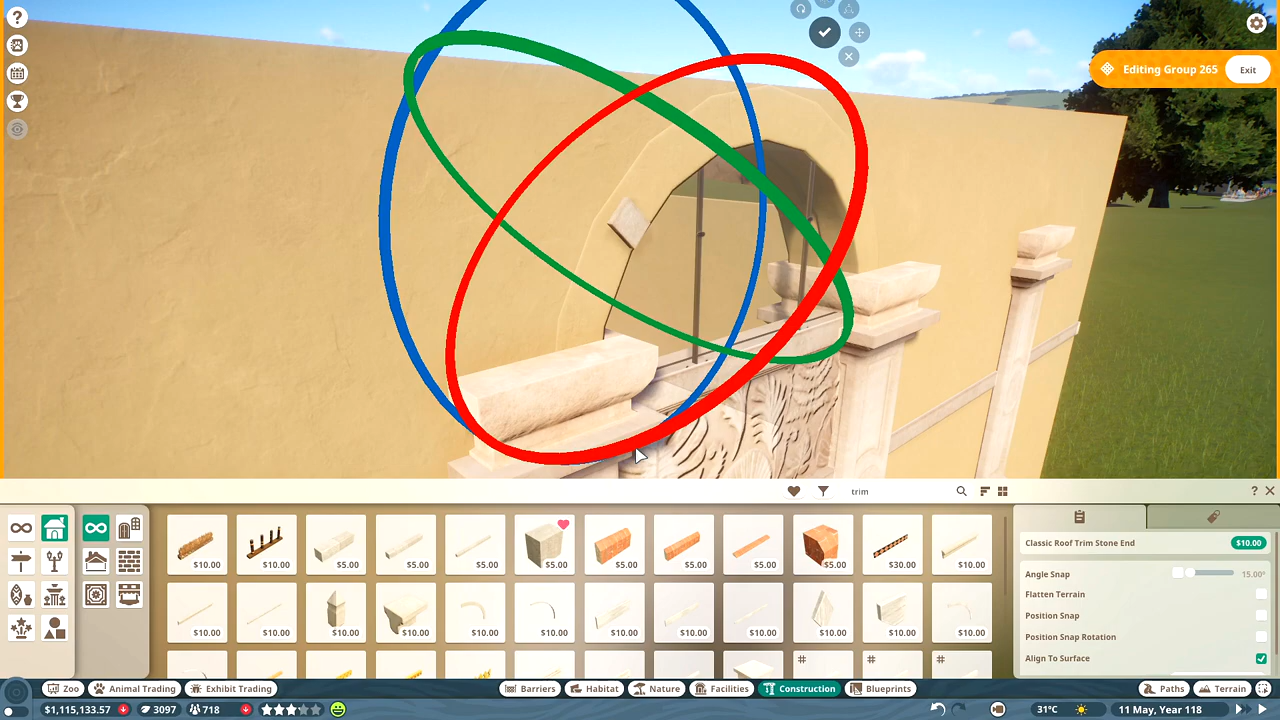 ?
Editing Group 265
Exit
trim
?
$10.00 $10.00 $5.00 $5.00 $5.00 $5.00 $5.00 $5.00 $5.00 $5.00 $30.00 $10.00
$10.00 $10.00 $10.00 $10.00 $10.00 $10.00 $10.00 $10.00 $10.00 $10.00 $10.00 $10.00
# # #
Classic Roof Trim Stone End $10.00
Angle Snap 15.00°
Flatten Terrain
Position Snap
Position Snap Rotation
Align To Surface
Zoo Animal Trading Exhibit Trading Barriers Habitat Nature Facilities Construction Blueprints Paths Terrain
$1,115,133.57 3097 718 31°C 11 May, Year 118